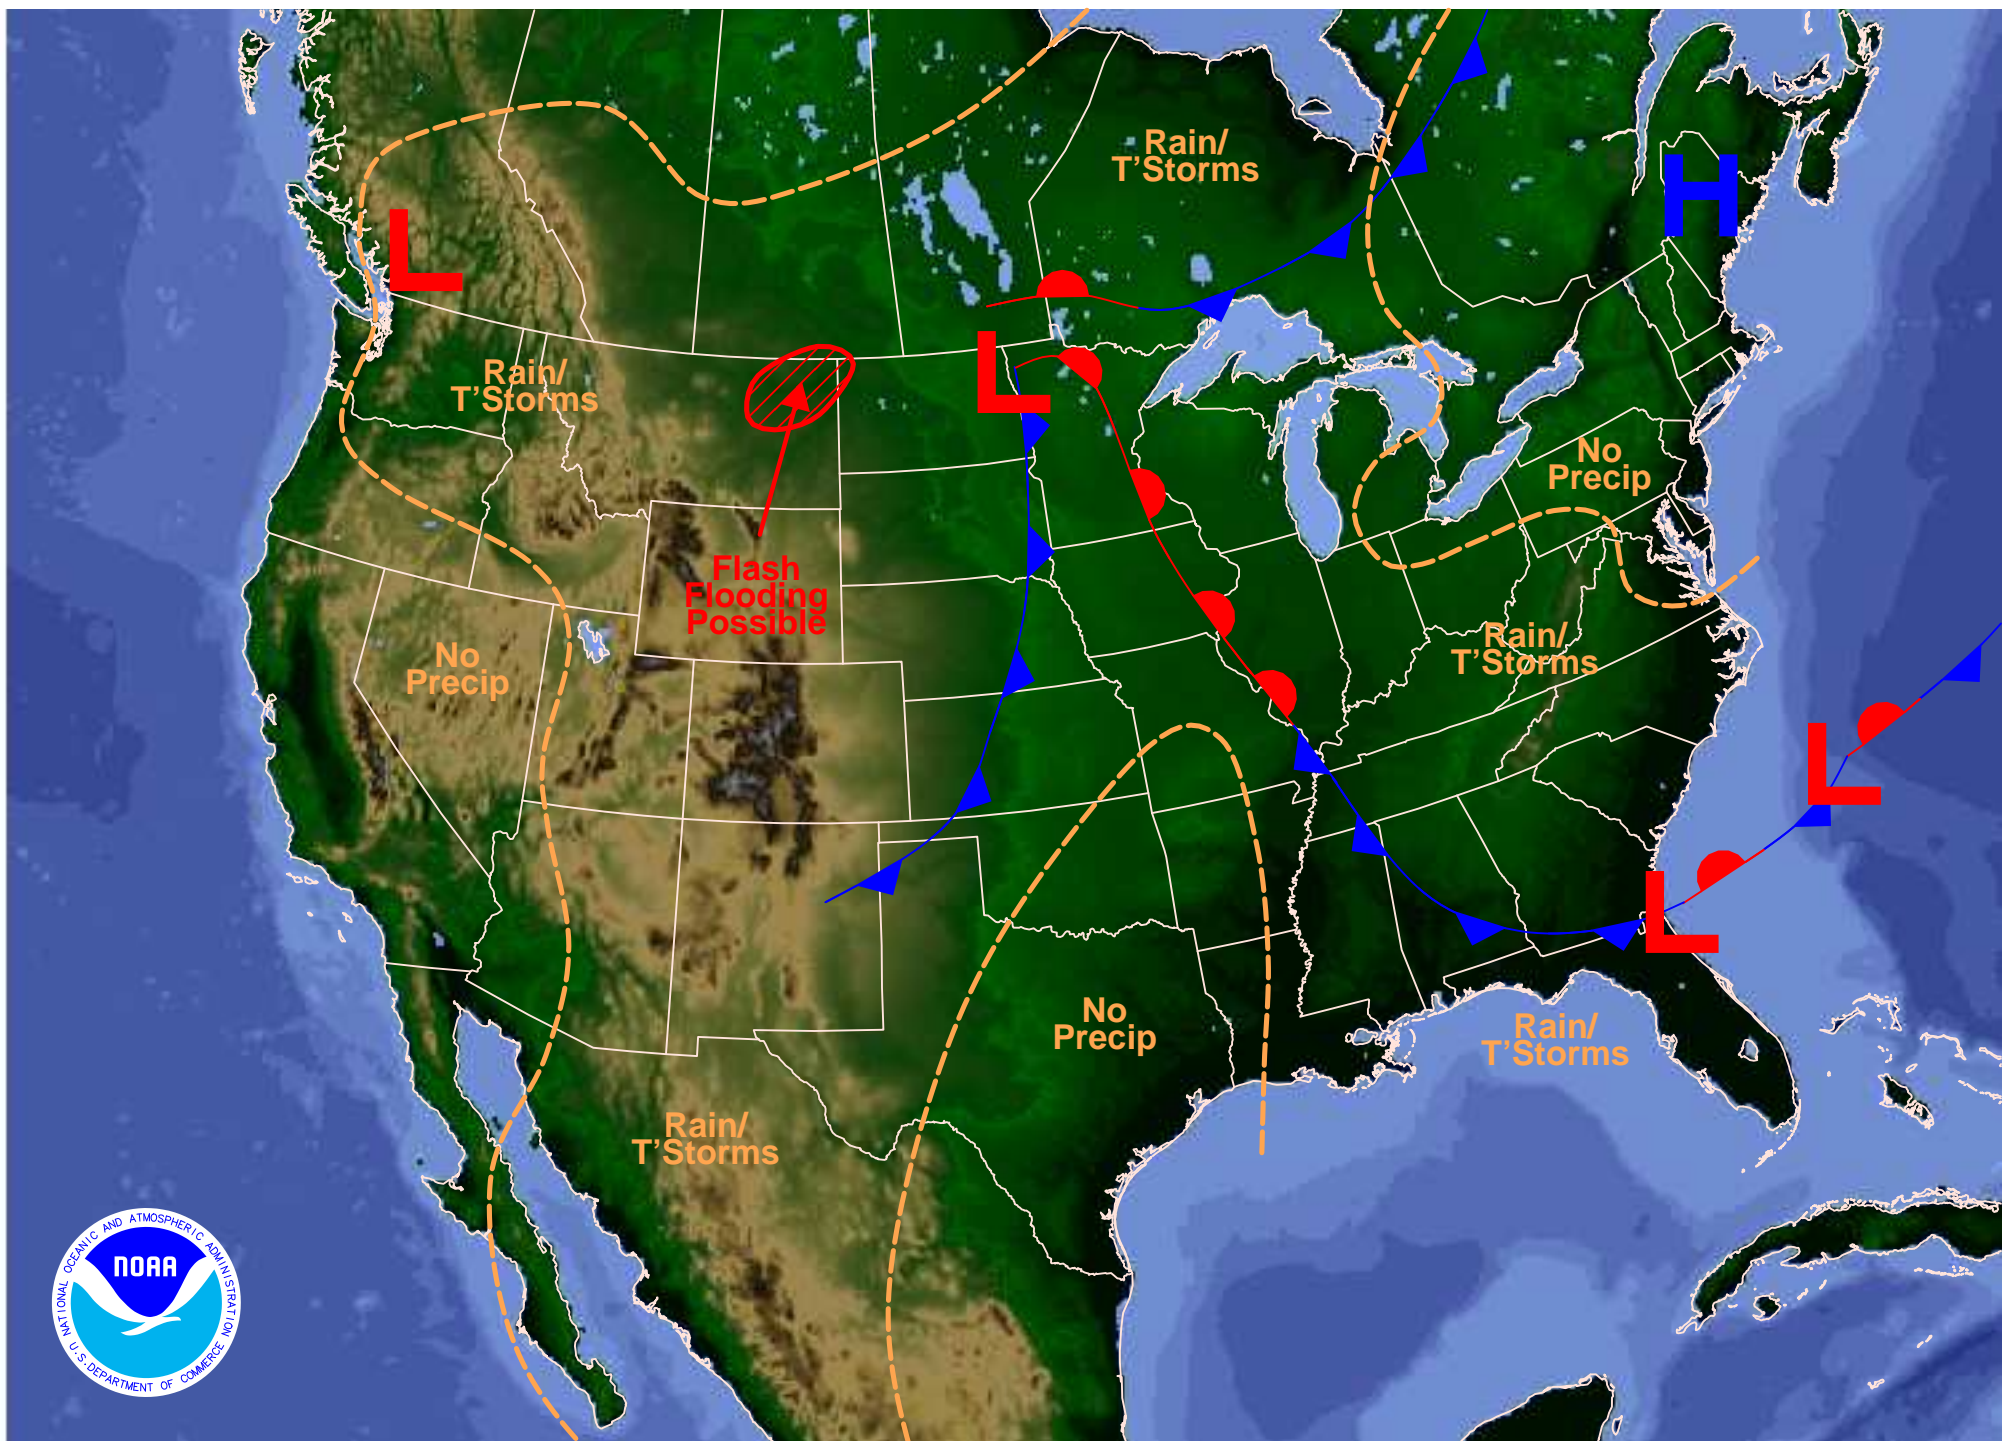 Rain/
T'Storms
H
L
Rain/
T'Storms
L
No
Precip
Flash
Flooding
Possible
No
Precip
Rain/
T'Storms
L
L
No
Precip
Rain/
T'Storms
Rain/
T'Storms
NATIONAL OCEANIC AND ATMOSPHERIC ADMINISTRATION
NOAA
U.S. DEPARTMENT OF COMMERCE